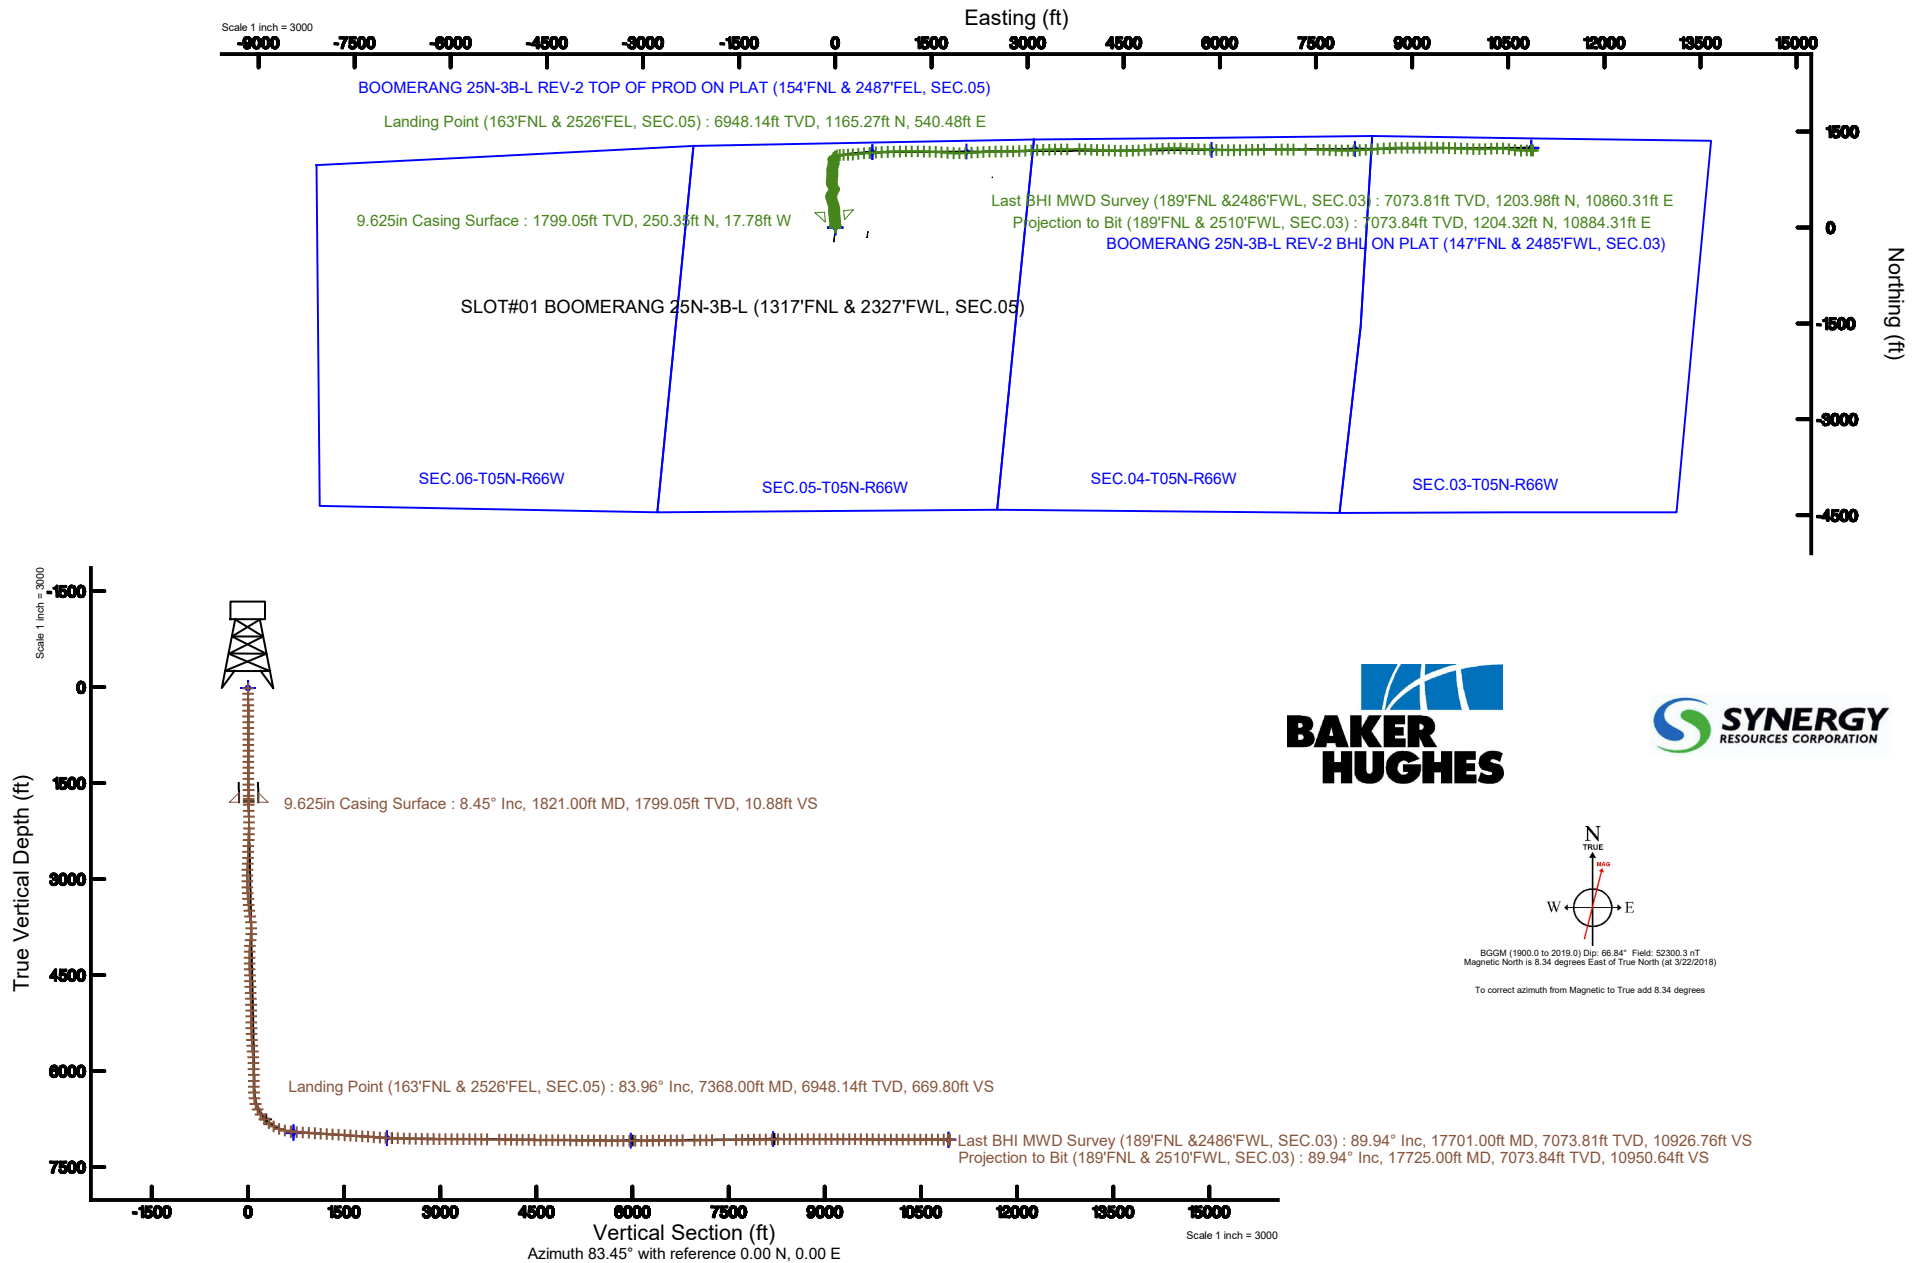 Easting (ft)
Scale 1 inch = 3000
-9000 -7500 -6000 -4500 -3000 -1500 0 1500 3000 4500 6000 7500 9000 10500 12000 13500 15000
BOOMERANG 25N-3B-L REV-2 TOP OF PROD ON PLAT (154'FNL & 2487'FEL, SEC.05)
Landing Point (163'FNL & 2526'FEL, SEC.05) : 6948.14ft TVD, 1165.27ft N, 540.48ft E
1500
Last BHI MWD Survey (189'FNL &2486'FWL, SEC.03) : 7073.81ft TVD, 1203.98ft N, 10860.31ft E
9.625in Casing Surface : 1799.05ft TVD, 250.35ft N, 17.78ft W
Projection to Bit (189'FNL & 2510'FWL, SEC.03) : 7073.84ft TVD, 1204.32ft N, 10884.31ft E
0
BOOMERANG 25N-3B-L REV-2 BHL ON PLAT (147'FNL & 2485'FWL, SEC.03)
Northing (ft)
SLOT#01 BOOMERANG 25N-3B-L (1317'FNL & 2327'FWL, SEC.05)
-1500
-3000
SEC.06-T05N-R66W
SEC.05-T05N-R66W
SEC.04-T05N-R66W
SEC.03-T05N-R66W
-4500
Scale 1 inch = 3000
-1500
0
1500
3000
4500
6000
7500
True Vertical Depth (ft)
9.625in Casing Surface : 8.45° Inc, 1821.00ft MD, 1799.05ft TVD, 10.88ft VS
BAKER
HUGHES
SYNERGY
RESOURCES CORPORATION
N
TRUE
MAG
W
E
BGGM (1900.0 to 2019.0) Dip: 66.84° Field: 52300.3 nT
Magnetic North is 8.34 degrees East of True North (at 3/22/2018)
To correct azimuth from Magnetic to True add 8.34 degrees
Landing Point (163'FNL & 2526'FEL, SEC.05) : 83.96° Inc, 7368.00ft MD, 6948.14ft TVD, 669.80ft VS
Last BHI MWD Survey (189'FNL &2486'FWL, SEC.03) : 89.94° Inc, 17701.00ft MD, 7073.81ft TVD, 10926.76ft VS
Projection to Bit (189'FNL & 2510'FWL, SEC.03) : 89.94° Inc, 17725.00ft MD, 7073.84ft TVD, 10950.64ft VS
-1500 0 1500 3000 4500 6000 7500 9000 10500 12000 13500 15000
Vertical Section (ft)
Scale 1 inch = 3000
Azimuth 83.45° with reference 0.00 N, 0.00 E